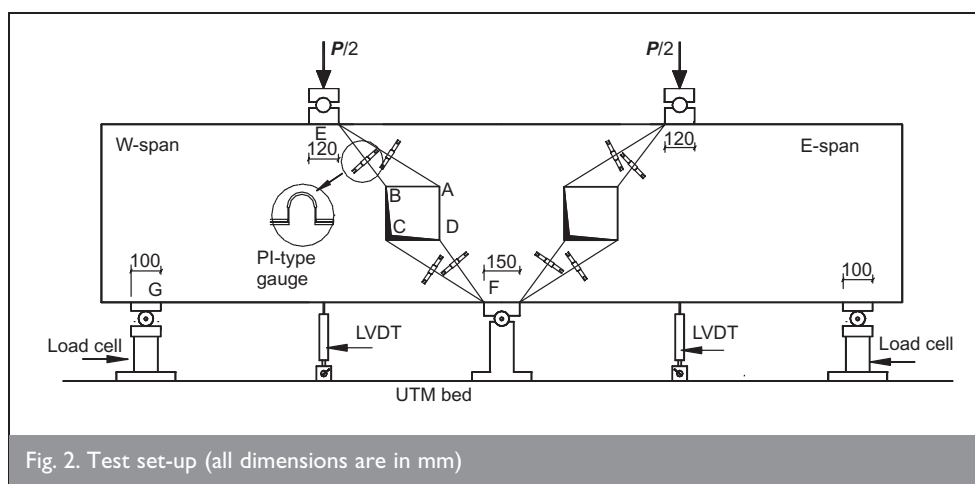 P/2
P/2
E
W-span
E-span
120
120
B
A
C
D
PI-type
gauge
100
G
150
F
100
LVDT
LVDT
Load cell
Load cell
UTM bed
Fig. 2. Test set-up (all dimensions are in mm)